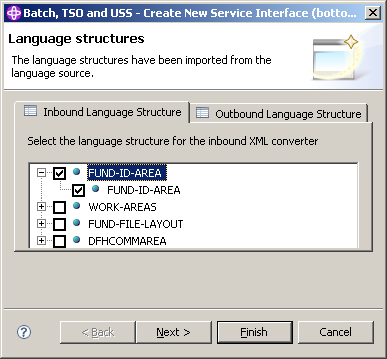 Batch, TSO and USS - Create New Service Interface (botto...
Language structures
The language structures have been imported from the
language source.
Inbound Language Structure Outbound Language Structure
Select the language structure for the inbound XML converter
FUND-ID-AREA
FUND-ID-AREA
WORK-AREAS
FUND-FILE-LAYOUT
DFHCOMMAREA
? < Back Next > Finish Cancel